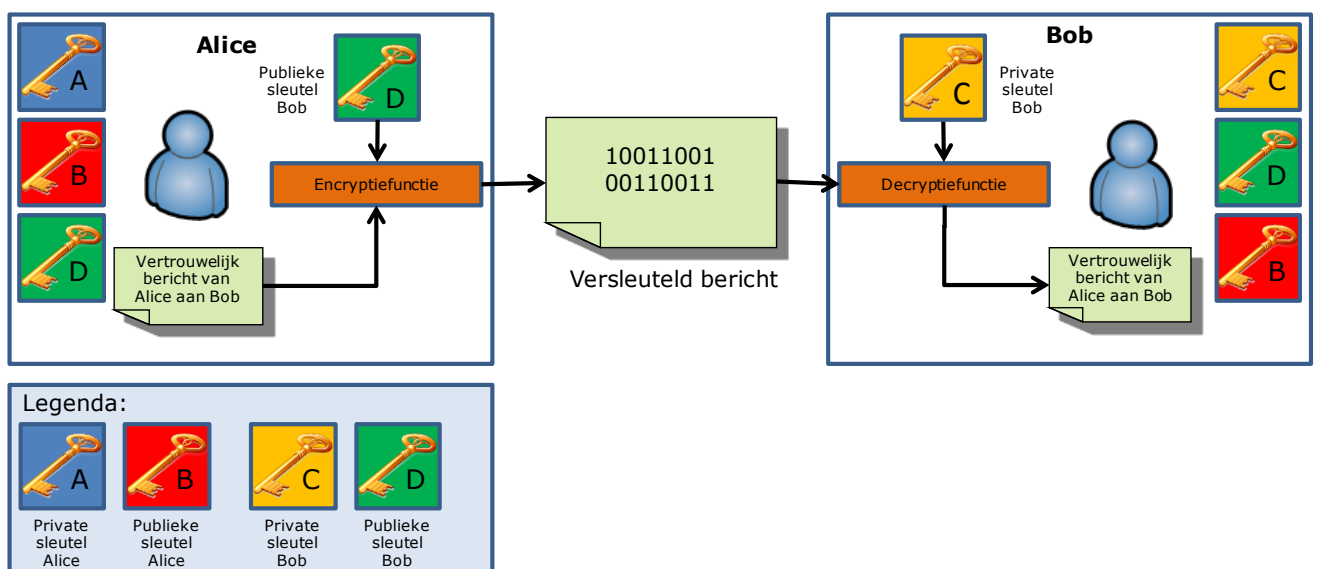 Alice
A
B
D
Publieke
sleutel
Bob
D
Encryptiefunctie
Vertrouwelijk
bericht van
Alice aan Bob
10011001
00110011
Versleuteld bericht
Bob
C
Private
sleutel
Bob
Decryptiefunctie
Vertrouwelijk
bericht van
Alice aan Bob
C
D
B
Legenda:
A
B
C
D
Private
sleutel
Alice
Publieke
sleutel
Alice
Private
sleutel
Bob
Publieke
sleutel
Bob